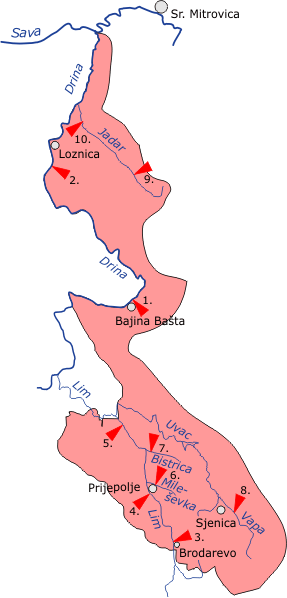 Sr. Mitrovica
Sava
Drina
10.
Jadar
Loznica
2.
9.
Drina
1.
Bajina Bašta
Lim
Uvac
5.
7.
Bistrica
6.
Prijepolje
Mile-
ševka
8.
4.
Lim
Sjenica
Vapa
3.
Brodarevo